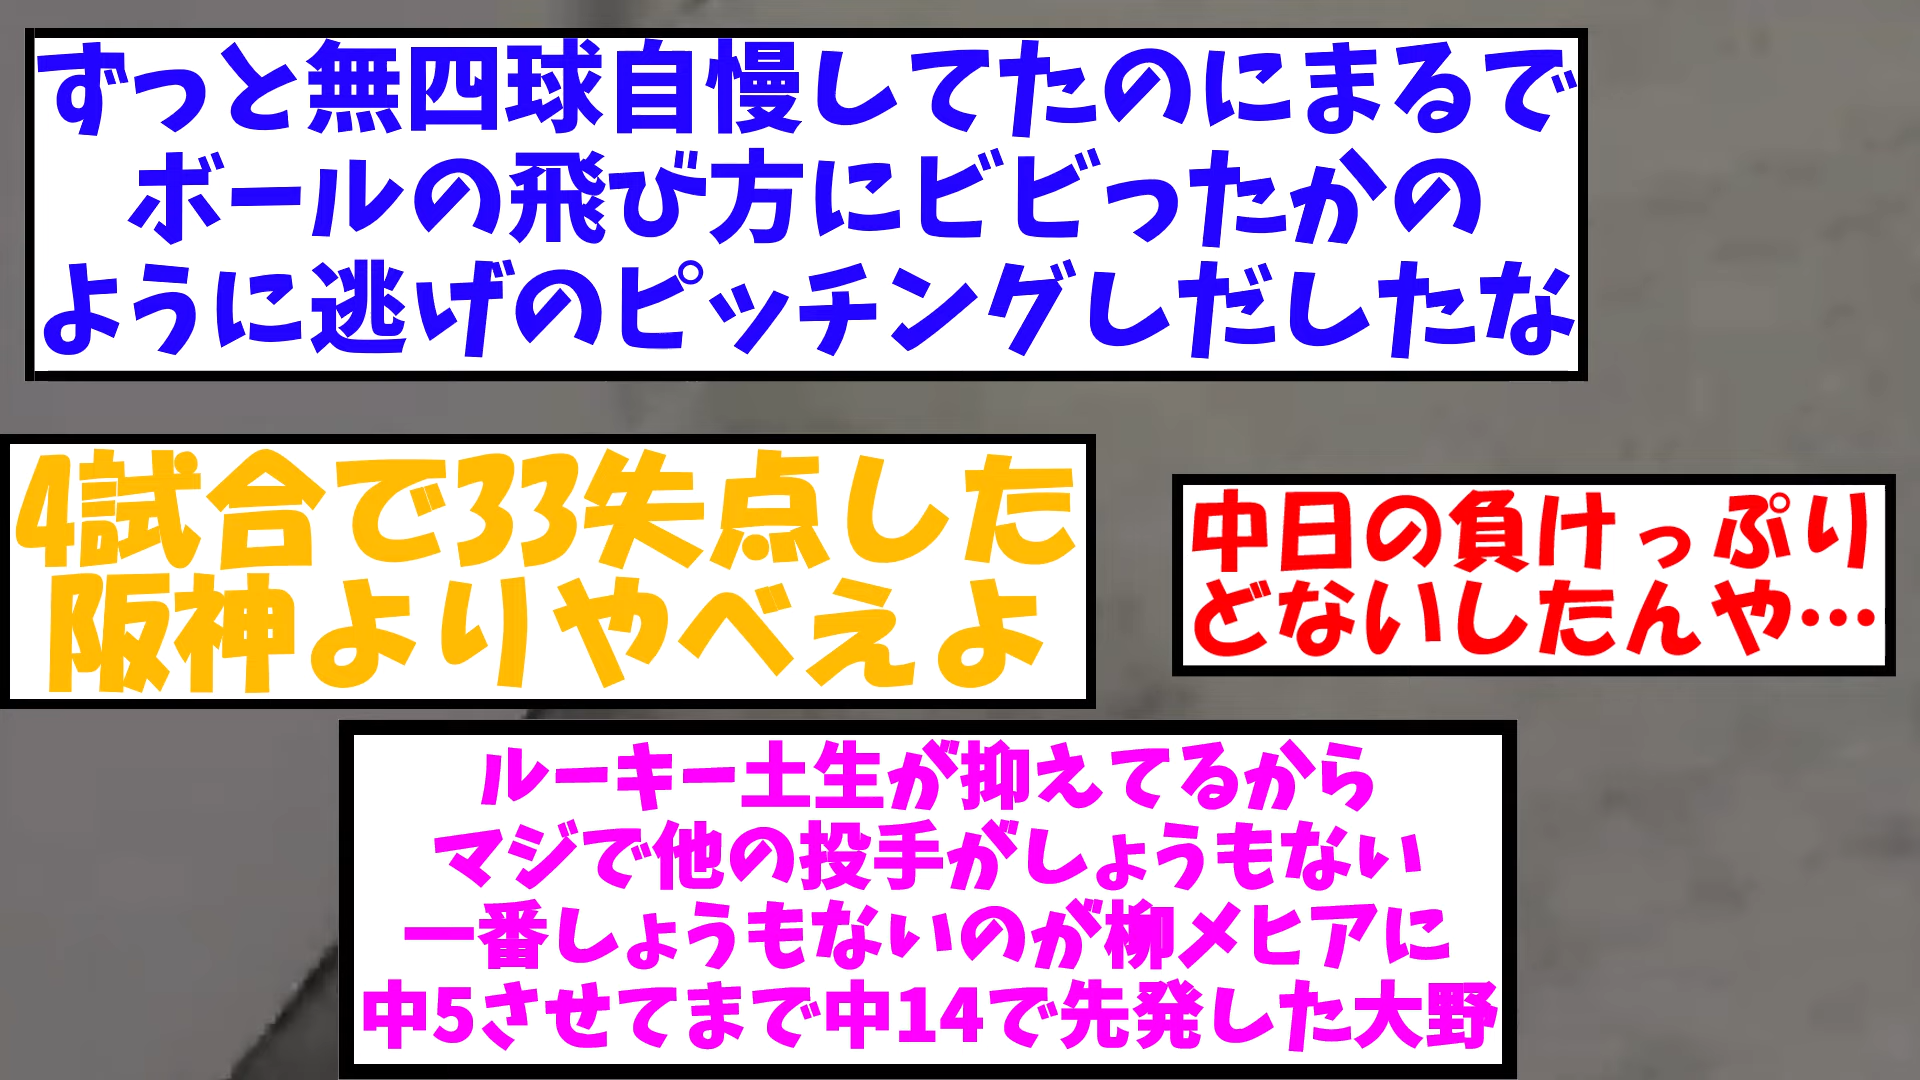 ずっと無四球自慢してたのにまるで
ボールの飛び方にビビったかの
ように逃げのピッチングしだしたな
4試合で33失点した
阪神よりやべえよ
中日の負けっぷり
どないしたんや…
ルーキー土生が抑えてるから
マジで他の投手がしょうもない
一番しょうもないのが柳メヒアに
中5させてまで中14で先発した大野